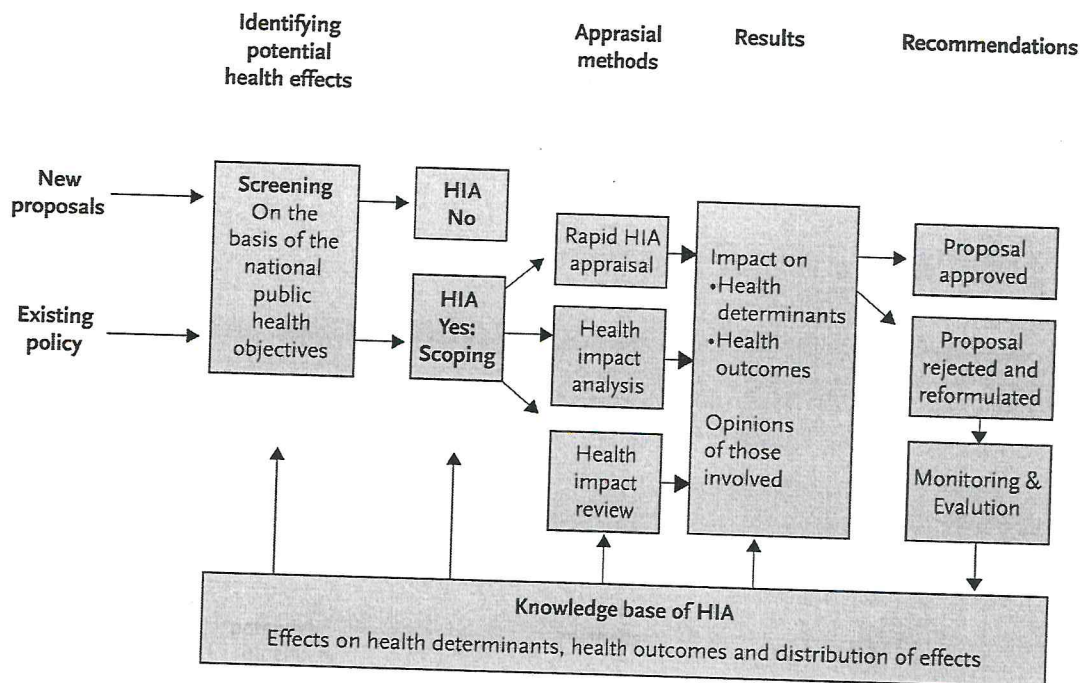 Identifying
potential
health effects
Apprasial
methods
Results
Recommendations
New
proposals
Existing
policy
Screening
On the
basis of the
national
public
health
objectives
HIA
No
HIA
Yes:
Scoping
Rapid HIA
appraisal
Health
impact
analysis
Health
impact
review
Impact on
•Health
determinants
•Health
outcomes
Opinions
of those
involved
Proposal
approved
Proposal
rejected and
reformulated
Monitoring &
Evalution
Knowledge base of HIA
Effects on health determinants, health outcomes and distribution of effects